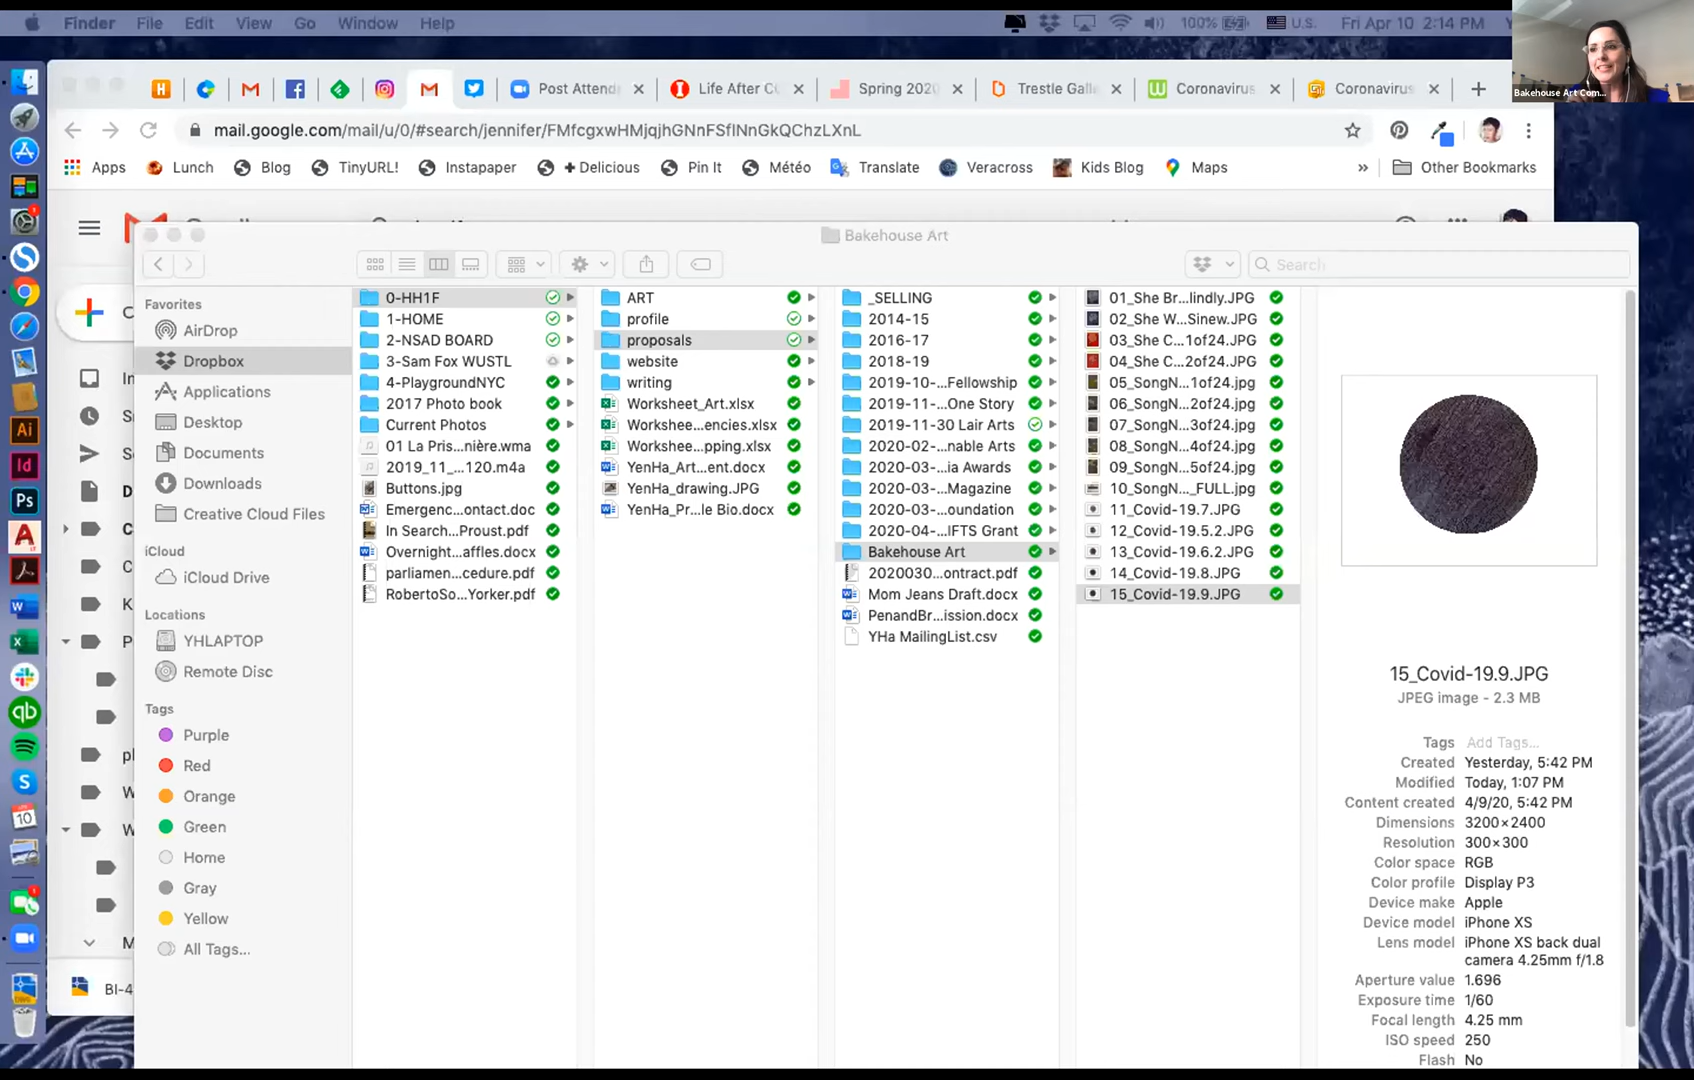 Finder File Edit View Go Window Help 100% U.S. Fri Apr 10 2:14 PM
Bakehouse Art Com...
H Post Attend Life After Spring 2020 Trestle Gall Coronavirus Coronavirus
mail.google.com/mail/u/0/#search/jennifer/FMfcgxwHMjqjhGNnFSflNnGkQChzLXnL
Apps Lunch Blog TinyURL! Instapaper + Delicious Pin It Météo Translate Veracross Kids Blog Maps » Other Bookmarks
Bakehouse Art
Search
Favorites
AirDrop
Dropbox
Applications
Desktop
Documents
Downloads
Creative Cloud Files
iCloud
iCloud Drive
Locations
YHLAPTOP
Remote Disc
Tags
Purple
Red
Orange
Green
Home
Gray
Yellow
All Tags...
0-HH1F
1-HOME
2-NSAD BOARD
3-Sam Fox WUSTL
4-PlaygroundNYC
2017 Photo book
Current Photos
01 La Pris...nière.wma
2019_11_...120.m4a
Buttons.jpg
Emergenc...ontact.doc
In Search...Proust.pdf
Overnight...affles.docx
parliamen...cedure.pdf
RobertoSo...Yorker.pdf
ART
profile
proposals
website
writing
Worksheet_Art.xlsx
Workshee...encies.xlsx
Workshee...pping.xlsx
YenHa_Art...ent.docx
YenHa_drawing.JPG
YenHa_Pr...le Bio.docx
_SELLING
2014-15
2016-17
2018-19
2019-10-...Fellowship
2019-11-...One Story
2019-11-30 Lair Arts
2020-02-...nable Arts
2020-03-...ia Awards
2020-03-...Magazine
2020-03-...oundation
2020-04-...IFTS Grant
Bakehouse Art
2020030...ontract.pdf
Mom Jeans Draft.docx
PenandBr...ission.docx
YHa MailingList.csv
01_She Br...lindly.JPG
02_She W...Sinew.JPG
03_She C...1of24.JPG
04_She C...2of24.JPG
05_SongN...1of24.jpg
06_SongN...2of24.jpg
07_SongN...3of24.jpg
08_SongN...4of24.jpg
09_SongN...5of24.jpg
10_SongN..._FULL.jpg
11_Covid-19.7.JPG
12_Covid-19.5.2.JPG
13_Covid-19.6.2.JPG
14_Covid-19.8.JPG
15_Covid-19.9.JPG
15_Covid-19.9.JPG
JPEG image - 2.3 MB
Tags Add Tags...
Created Yesterday, 5:42 PM
Modified Today, 1:07 PM
Content created 4/9/20, 5:42 PM
Dimensions 3200×2400
Resolution 300×300
Color space RGB
Color profile Display P3
Device make Apple
Device model iPhone XS
Lens model iPhone XS back dual
camera 4.25mm f/1.8
Aperture value 1.696
Exposure time 1/60
Focal length 4.25 mm
ISO speed 250
Flash No
Ai
Id
Ps
W
X
qb
S
10
BI-4